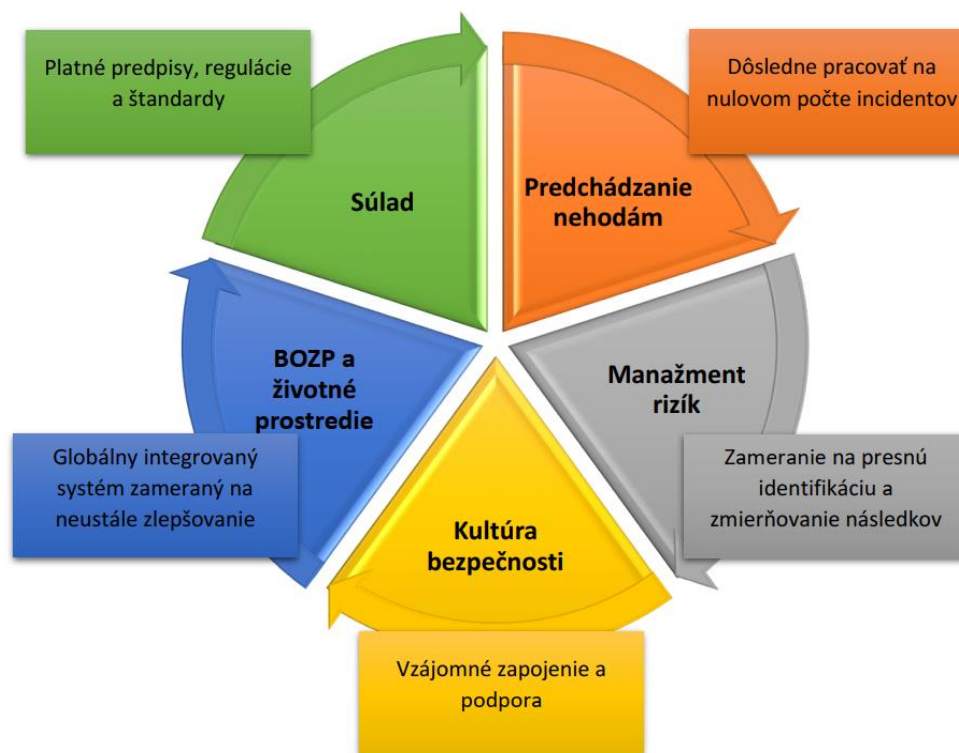 Platné predpisy, regulácie
a štandardy
Dôsledne pracovať na
nulovom počte incidentov
Súlad
Predchádzanie
nehodám
BOZP a
životné
prostredie
Manažment
rizík
Globálny integrovaný
systém zameraný na
neustále zlepšovanie
Zameranie na presnú
identifikáciu a
zmierňovanie následkov
Kultúra
bezpečnosti
Vzájomné zapojenie a
podpora